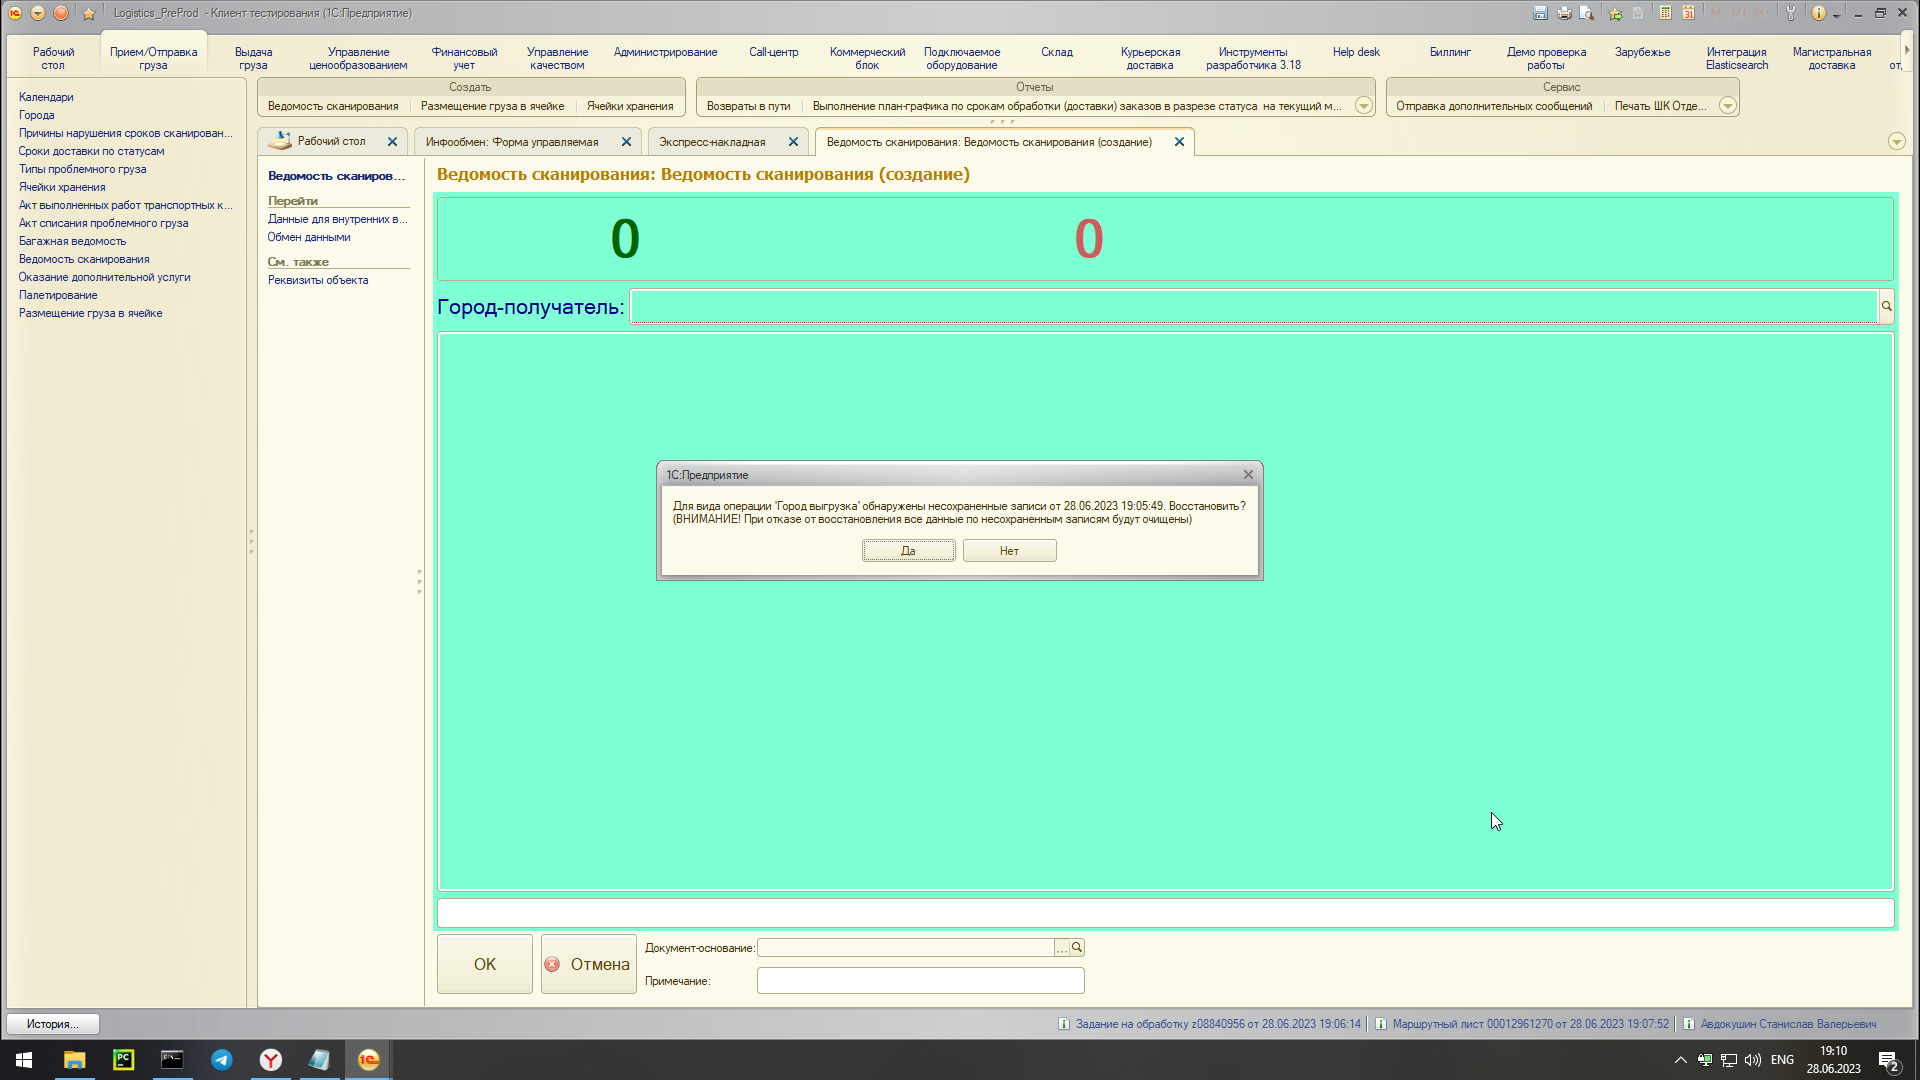 Logistics_PreProd - Клиент тестирования (1С:Предприятие)
Рабочий стол
Прием/Отправка груза
Выдача груза
Управление ценообразованием
Финансовый учет
Управление качеством
Администрирование
Call-центр
Коммерческий блок
Подключаемое оборудование
Склад
Курьерская доставка
Инструменты разработчика 3.18
Help desk
Биллинг
Демо проверка работы
Зарубежье
Интеграция Elasticsearch
Магистральная доставка
Создать
Ведомость сканирования
Размещение груза в ячейке
Ячейки хранения
Отчеты
Возвраты в пути
Выполнение план-графика по срокам обработки (доставки) заказов в разрезе статуса на текущий м...
Сервис
Отправка дополнительных сообщений
Печать ШК Отде...
Календари
Города
Причины нарушения сроков сканирован...
Сроки доставки по статусам
Типы проблемного груза
Ячейки хранения
Акт выполненных работ транспортных к...
Акт списания проблемного груза
Багажная ведомость
Ведомость сканирования
Оказание дополнительной услуги
Палетирование
Размещение груза в ячейке
Рабочий стол
Инфообмен: Форма управляемая
Экспресс-накладная
Ведомость сканирования: Ведомость сканирования (создание)
Ведомость сканиров...
Перейти
Данные для внутренних в...
Обмен данными
См. также
Реквизиты объекта
Ведомость сканирования: Ведомость сканирования (создание)
0
0
Город-получатель:
1С:Предприятие
Для вида операции 'Город выгрузка' обнаружены несохраненные записи от 28.06.2023 19:05:49. Восстановить?
(ВНИМАНИЕ! При отказе от восстановления все данные по несохраненным записям будут очищены)
Да
Нет
OK
Отмена
Документ-основание:
Примечание:
История...
Задание на обработку z08840956 от 28.06.2023 19:06:14
Маршрутный лист 00012961270 от 28.06.2023 19:07:52
Авдокушин Станислав Валерьевич
ENG
19:10
28.06.2023
2